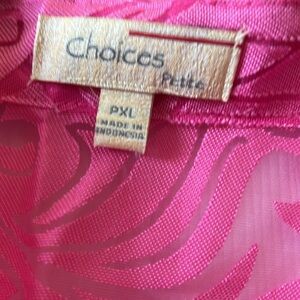 Choices
Petite
PXL
MADE IN
INDONESIA